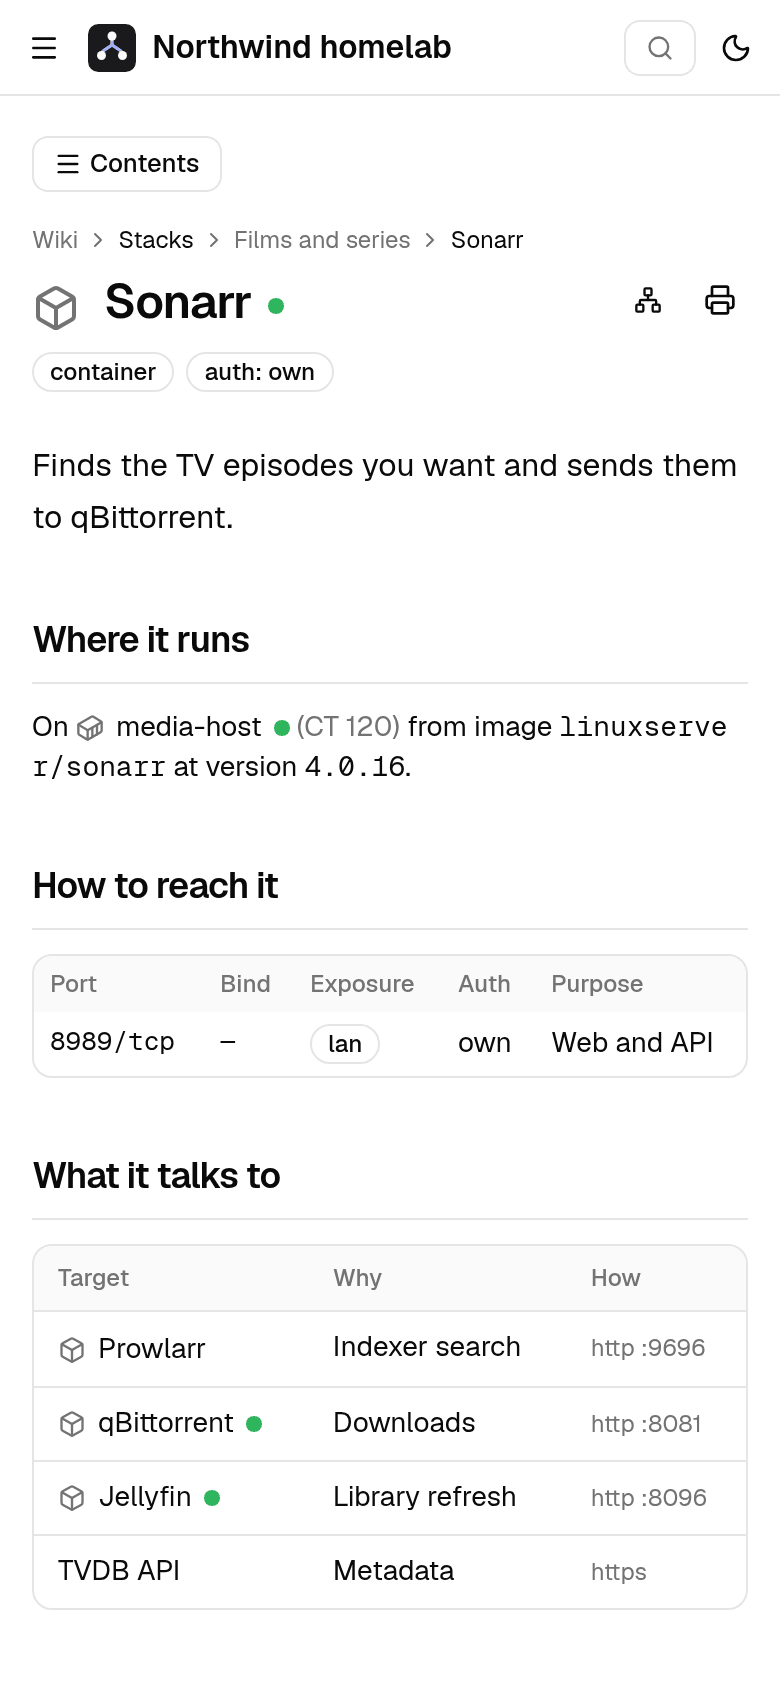 Northwind homelab
Contents
Wiki > Stacks > Films and series > Sonarr
Sonarr
container auth: own
Finds the TV episodes you want and sends them
to qBittorrent.
Where it runs
On media-host (CT 120) from image linuxserve
r/sonarr at version 4.0.16.
How to reach it
Port Bind Exposure Auth Purpose
8989/tcp – lan own Web and API
What it talks to
Target Why How
Prowlarr Indexer search http :9696
qBittorrent Downloads http :8081
Jellyfin Library refresh http :8096
TVDB API Metadata https